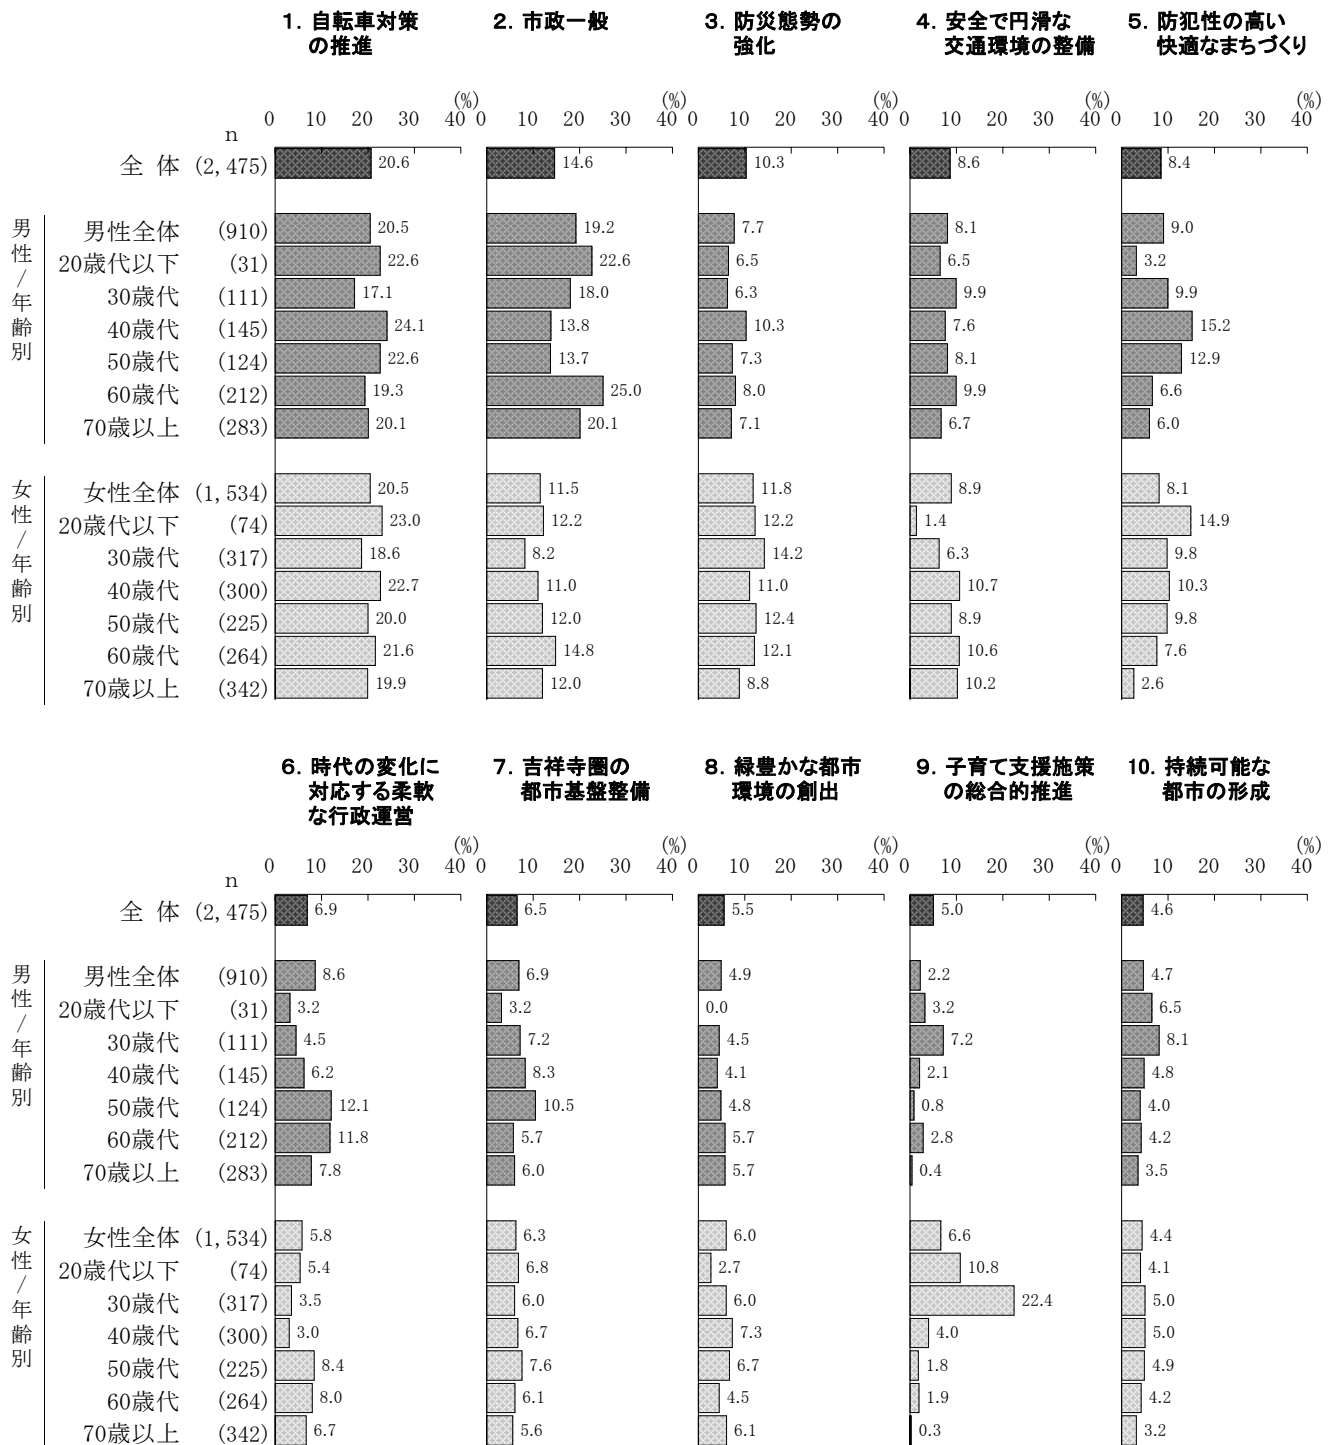 1. 自転車対策
の推進
2. 市政一般
3. 防災態勢の
強化
4. 安全で円滑な
交通環境の整備
5. 防犯性の高い
快適なまちづくり
(%) (%) (%) (%) (%)
n 0 10 20 30 40 0 10 20 30 40 0 10 20 30 40 0 10 20 30 40 0 10 20 30 40
全 体 (2,475) 20.6 14.6 10.3 8.6 8.4
男性/年齢別
男性全体 (910) 20.5 19.2 7.7 8.1 9.0
20歳代以下 (31) 22.6 22.6 6.5 6.5 3.2
30歳代 (111) 17.1 18.0 6.3 9.9 9.9
40歳代 (145) 24.1 13.8 10.3 7.6 15.2
50歳代 (124) 22.6 13.7 7.3 8.1 12.9
60歳代 (212) 19.3 25.0 8.0 9.9 6.6
70歳以上 (283) 20.1 20.1 7.1 6.7 6.0
女性/年齢別
女性全体 (1,534) 20.5 11.5 11.8 8.9 8.1
20歳代以下 (74) 23.0 12.2 12.2 1.4 14.9
30歳代 (317) 18.6 8.2 14.2 6.3 9.8
40歳代 (300) 22.7 11.0 11.0 10.7 10.3
50歳代 (225) 20.0 12.0 12.4 8.9 9.8
60歳代 (264) 21.6 14.8 12.1 10.6 7.6
70歳以上 (342) 19.9 12.0 8.8 10.2 2.6
6. 時代の変化に
対応する柔軟
な行政運営
7. 吉祥寺圏の
都市基盤整備
8. 緑豊かな都市
環境の創出
9. 子育て支援施策
の総合的推進
10. 持続可能な
都市の形成
(%) (%) (%) (%) (%)
n 0 10 20 30 40 0 10 20 30 40 0 10 20 30 40 0 10 20 30 40 0 10 20 30 40
全 体 (2,475) 6.9 6.5 5.5 5.0 4.6
男性/年齢別
男性全体 (910) 8.6 6.9 4.9 2.2 4.7
20歳代以下 (31) 3.2 3.2 0.0 3.2 6.5
30歳代 (111) 4.5 7.2 4.5 7.2 8.1
40歳代 (145) 6.2 8.3 4.1 2.1 4.8
50歳代 (124) 12.1 10.5 4.8 0.8 4.0
60歳代 (212) 11.8 5.7 5.7 2.8 4.2
70歳以上 (283) 7.8 6.0 5.7 0.4 3.5
女性/年齢別
女性全体 (1,534) 5.8 6.3 6.0 6.6 4.4
20歳代以下 (74) 5.4 6.8 2.7 10.8 4.1
30歳代 (317) 3.5 6.0 6.0 22.4 5.0
40歳代 (300) 3.0 6.7 7.3 4.0 5.0
50歳代 (225) 8.4 7.6 6.7 1.8 4.9
60歳代 (264) 8.0 6.1 4.5 1.9 4.2
70歳以上 (342) 6.7 5.6 6.1 0.3 3.2